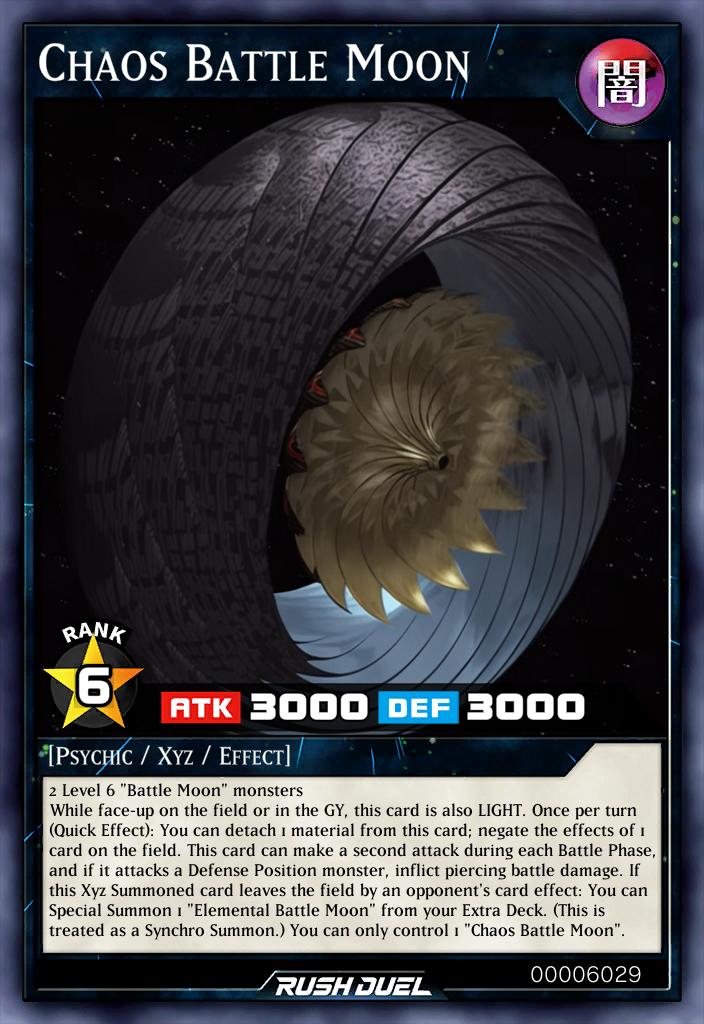 CHAOS BATTLE MOON
闇
RANK
6
ATK 3000 DEF 3000
[PSYCHIC / XYZ / EFFECT]
2 Level 6 "Battle Moon" monsters
While face-up on the field or in the GY, this card is also LIGHT. Once per turn
(Quick Effect): You can detach 1 material from this card; negate the effects of 1
card on the field. This card can make a second attack during each Battle Phase,
and if it attacks a Defense Position monster, inflict piercing battle damage. If
this Xyz Summoned card leaves the field by an opponent's card effect: You can
Special Summon 1 "Elemental Battle Moon" from your Extra Deck. (This is
treated as a Synchro Summon.) You can only control 1 "Chaos Battle Moon".
RUSH DUEL
00006029